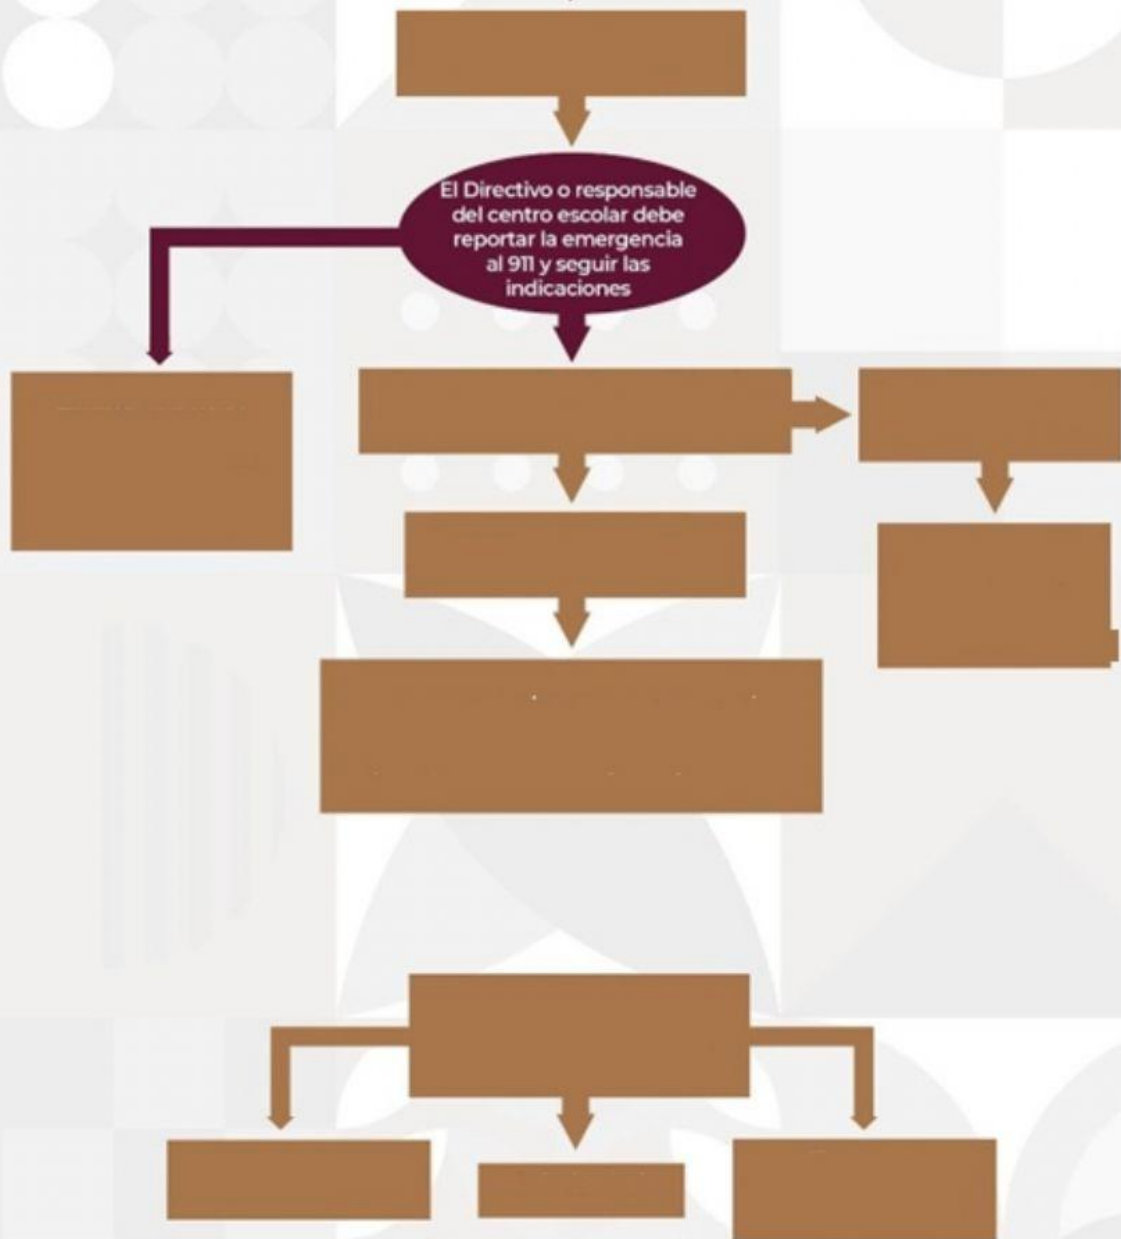 El Directivo o responsable
del centro escolar debe
reportar la emergencia
al 911 y seguir las
indicaciones